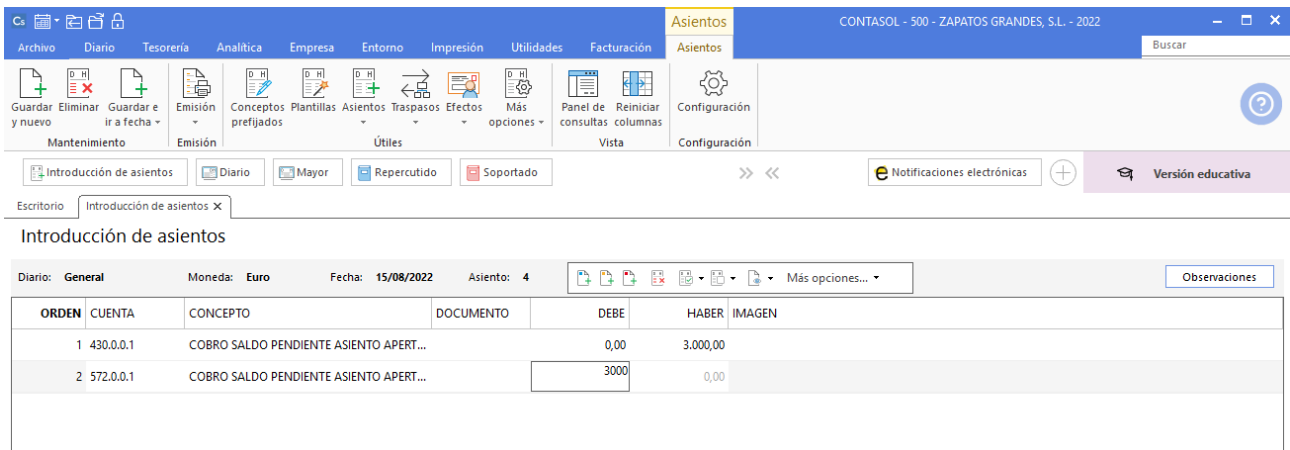 Cs Asientos CONTASOL - 500 - ZAPATOS GRANDES, S.L. - 2022
Archivo Diario Tesorería Analítica Empresa Entorno Impresión Utilidades Facturación Asientos Buscar
D H D H D H D H D H
Guardar Eliminar Guardar e Emisión Conceptos Plantillas Asientos Traspasos Efectos Más Panel de Reiniciar Configuración
y nuevo ir a fecha prefijados opciones consultas columnas
Mantenimiento Emisión Útiles Vista Configuración
?
Introducción de asientos Diario Mayor Repercutido Soportado e Notificaciones electrónicas Versión educativa
Escritorio Introducción de asientos X
Introducción de asientos
Diario: General Moneda: Euro Fecha: 15/08/2022 Asiento: 4 Más opciones... Observaciones
ORDEN CUENTA CONCEPTO DOCUMENTO DEBE HABER IMAGEN
1 430.0.0.1 COBRO SALDO PENDIENTE ASIENTO APERT... 0,00 3.000,00
2 572.0.0.1 COBRO SALDO PENDIENTE ASIENTO APERT... 3000 0,00